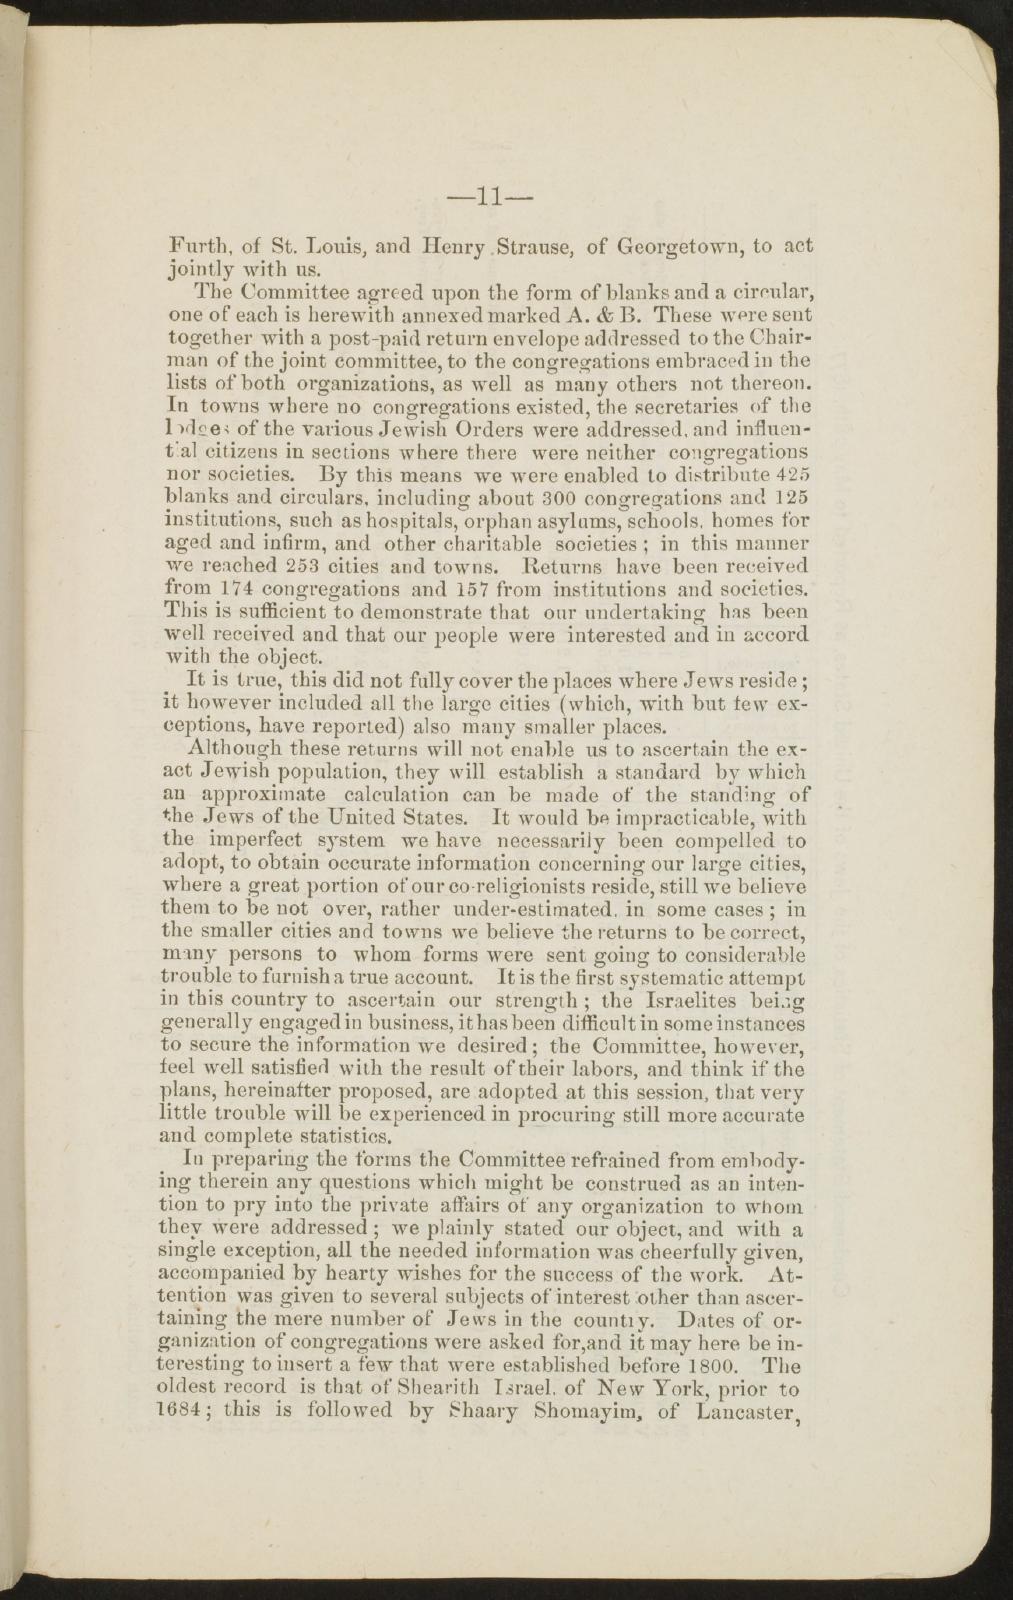 —11—
Furth, of St. Louis, and Henry Strause, of Georgetown, to act
jointly with us.
The Committee agreed upon the form of blanks and a circular,
one of each is herewith annexed marked A. & B. These were sent
together with a post-paid return envelope addressed to the Chair-
man of the joint committee, to the congregations embraced in the
lists of both organizations, as well as many others not thereon.
In towns where no congregations existed, the secretaries of the
lodges of the various Jewish Orders were addressed, and influen-
tial citizens in sections where there were neither congregations
nor societies. By this means we were enabled to distribute 425
blanks and circulars, including about 300 congregations and 125
institutions, such as hospitals, orphan asylums, schools, homes for
aged and infirm, and other charitable societies ; in this manner
we reached 253 cities and towns. Returns have been received
from 174 congregations and 157 from institutions and societies.
This is sufficient to demonstrate that our undertaking has been
well received and that our people were interested and in accord
with the object.
It is true, this did not fully cover the places where Jews reside ;
it however included all the large cities (which, with but few ex-
ceptions, have reported) also many smaller places.
Although these returns will not enable us to ascertain the ex-
act Jewish population, they will establish a standard by which
an approximate calculation can be made of the standing of
the Jews of the United States. It would be impracticable, with
the imperfect system we have necessarily been compelled to
adopt, to obtain occurate information concerning our large cities,
where a great portion of our co-religionists reside, still we believe
them to be not over, rather under-estimated, in some cases ; in
the smaller cities and towns we believe the returns to be correct,
many persons to whom forms were sent going to considerable
trouble to furnish a true account. It is the first systematic attempt
in this country to ascertain our strength ; the Israelites being
generally engaged in business, it has been difficult in some instances
to secure the information we desired ; the Committee, however,
feel well satisfied with the result of their labors, and think if the
plans, hereinafter proposed, are adopted at this session, that very
little trouble will be experienced in procuring still more accurate
and complete statistics.
In preparing the forms the Committee refrained from embody-
ing therein any questions which might be construed as an inten-
tion to pry into the private affairs of any organization to whom
they were addressed ; we plainly stated our object, and with a
single exception, all the needed information was cheerfully given,
accompanied by hearty wishes for the success of the work. At-
tention was given to several subjects of interest other than ascer-
taining the mere number of Jews in the country. Dates of or-
ganization of congregations were asked for,and it may here be in-
teresting to insert a few that were established before 1800. The
oldest record is that of Shearith Israel, of New York, prior to
1684 ; this is followed by Shaary Shomayim, of Lancaster,